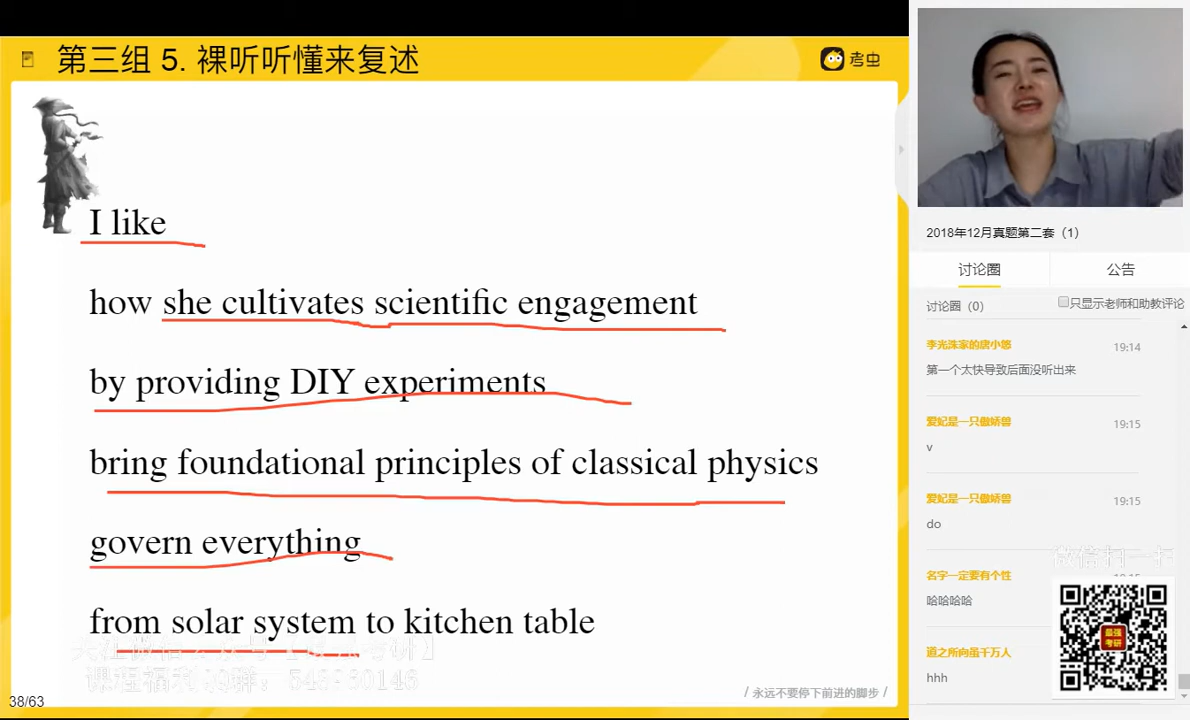 第三组 5. 裸听听懂来复述
考虫
I like
how she cultivates scientific engagement
by providing DIY experiments
bring foundational principles of classical physics
govern everything
from solar system to kitchen table
/ 永远不要停下前进的脚步 /
38/63
2018年12月真题第二套（1）
讨论圈
公告
讨论圈（0）
只显示老师和助教评论
李光洙家的唐小悠
19:14
第一个太快导致后面没听出来
爱妃是一只傲娇兽
19:15
v
爱妃是一只傲娇兽
19:15
do
微信扫一扫
名字一定要有个性
哈哈哈哈
最强
考研
道之所向虽千万人
hhh